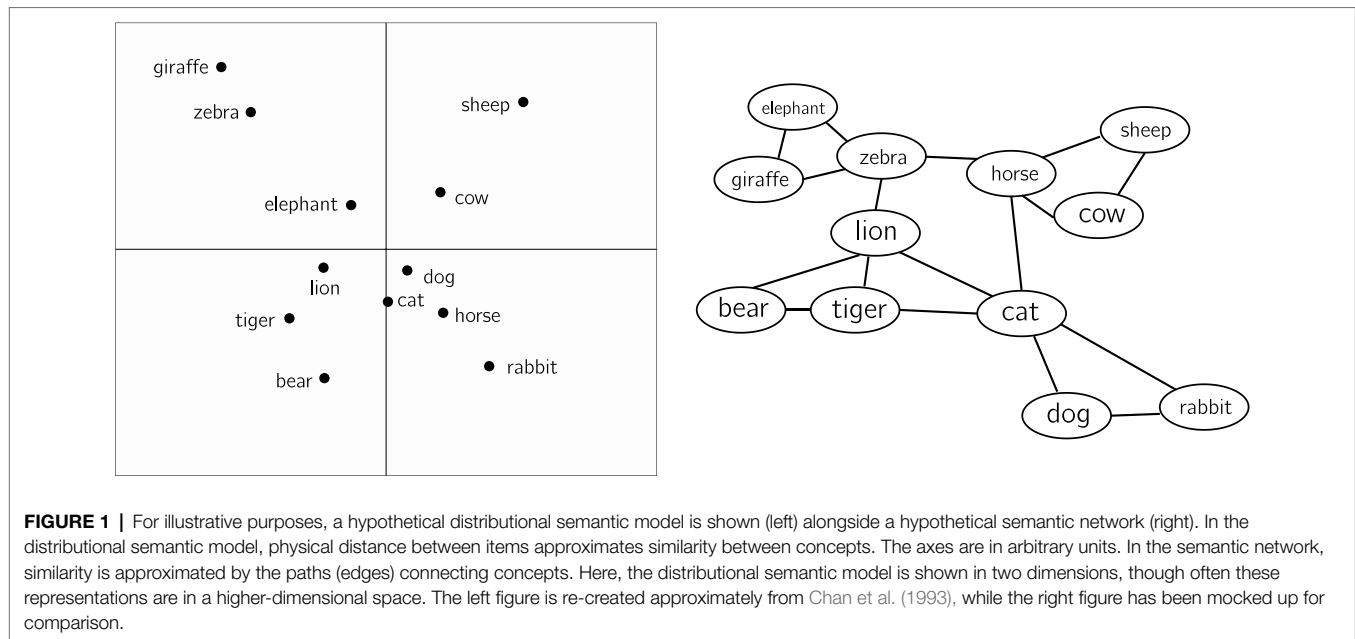 giraffe
zebra
sheep
elephant
cow
lion
dog
cat
tiger
horse
bear
rabbit
elephant
sheep
zebra
giraffe
horse
cow
lion
bear
tiger
cat
dog
rabbit
FIGURE 1 | For illustrative purposes, a hypothetical distributional semantic model is shown (left) alongside a hypothetical semantic network (right). In the
distributional semantic model, physical distance between items approximates similarity between concepts. The axes are in arbitrary units. In the semantic network,
similarity is approximated by the paths (edges) connecting concepts. Here, the distributional semantic model is shown in two dimensions, though often these
representations are in a higher-dimensional space. The left figure is re-created approximately from Chan et al. (1993), while the right figure has been mocked up for
comparison.